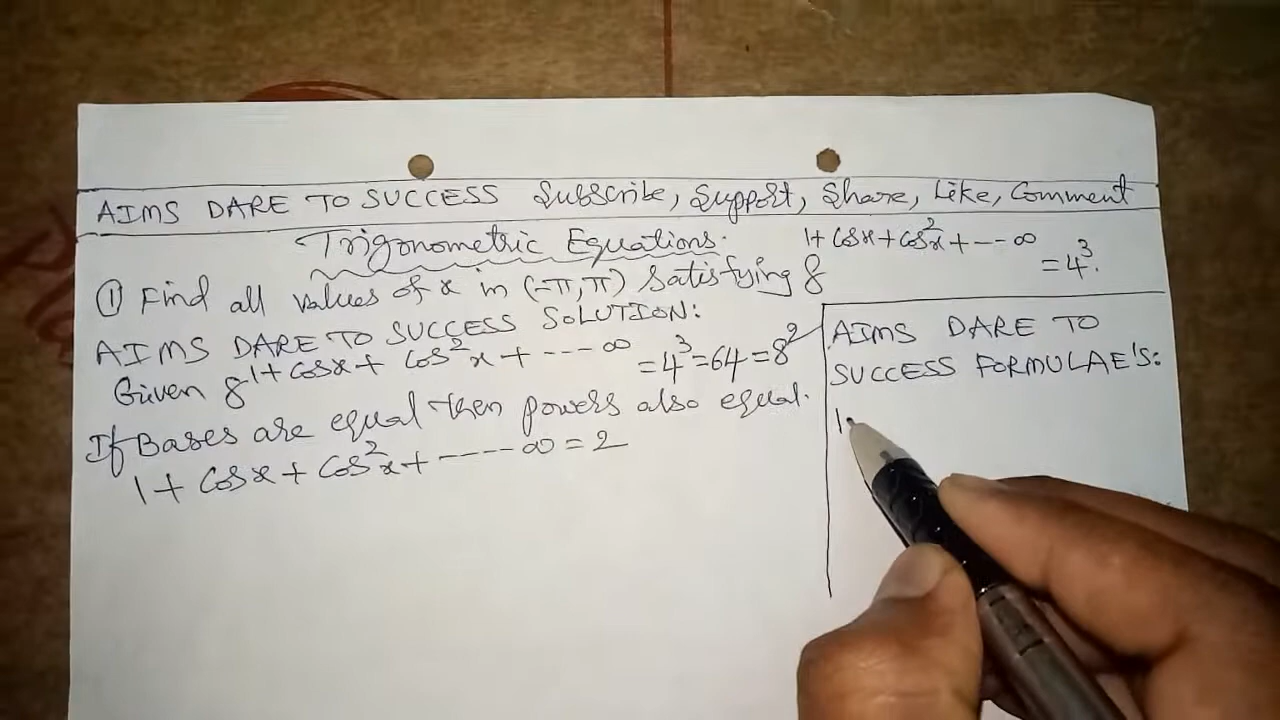 AIMS DARE TO SUCCESS Subscribe, Support, Share, Like, Comment
Trigonometric Equations.
① Find all values of x in (-π, π) satisfying 8^(1 + cosx + cos²x + --- ∞) = 4³.
AIMS DARE TO SUCCESS SOLUTION:
Given 8^(1 + cosx + cos²x + ---- ∞) = 4³ = 64 = 8²
If Bases are equal then powers also equal.
1 + cosx + cos²x + ---- ∞ = 2
AIMS DARE TO
SUCCESS FORMULAE'S:
1